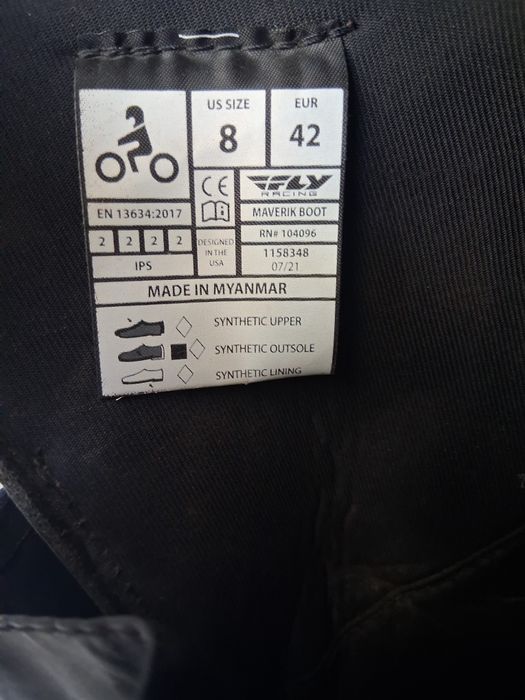 US SIZE
8
EUR
42
CE
FLY
RACING
EN 13634:2017
MAVERIK BOOT
2 2 2 2
DESIGNED
IN THE
USA
RN# 104096
1158348
07/21
IPS
MADE IN MYANMAR
SYNTHETIC UPPER
SYNTHETIC OUTSOLE
SYNTHETIC LINING